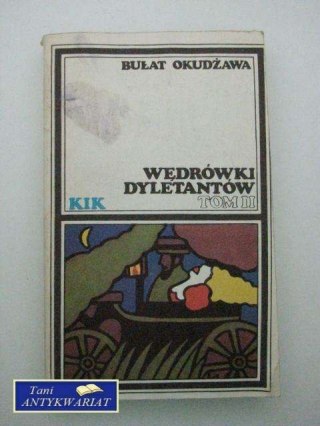 BUŁAT OKUDŻAWA
WĘDRÓWKI
DYLETANTÓW
KIK TOM II
Tani
ANTYKWARIAT